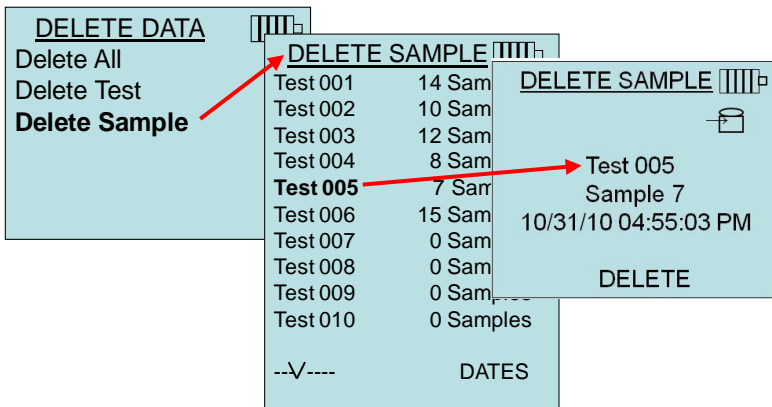 DELETE DATA
Delete All
Delete Test
Delete Sample
DELETE SAMPLE
Test 001 14 Sam
Test 002 10 Sam
Test 003 12 Sam
Test 004 8 Sam
Test 005 7 Sam
Test 006 15 Sam
Test 007 0 Sam
Test 008 0 Sam
Test 009 0 Samples
Test 010 0 Samples
--\/---- DATES
DELETE SAMPLE
Test 005
Sample 7
10/31/10 04:55:03 PM
DELETE